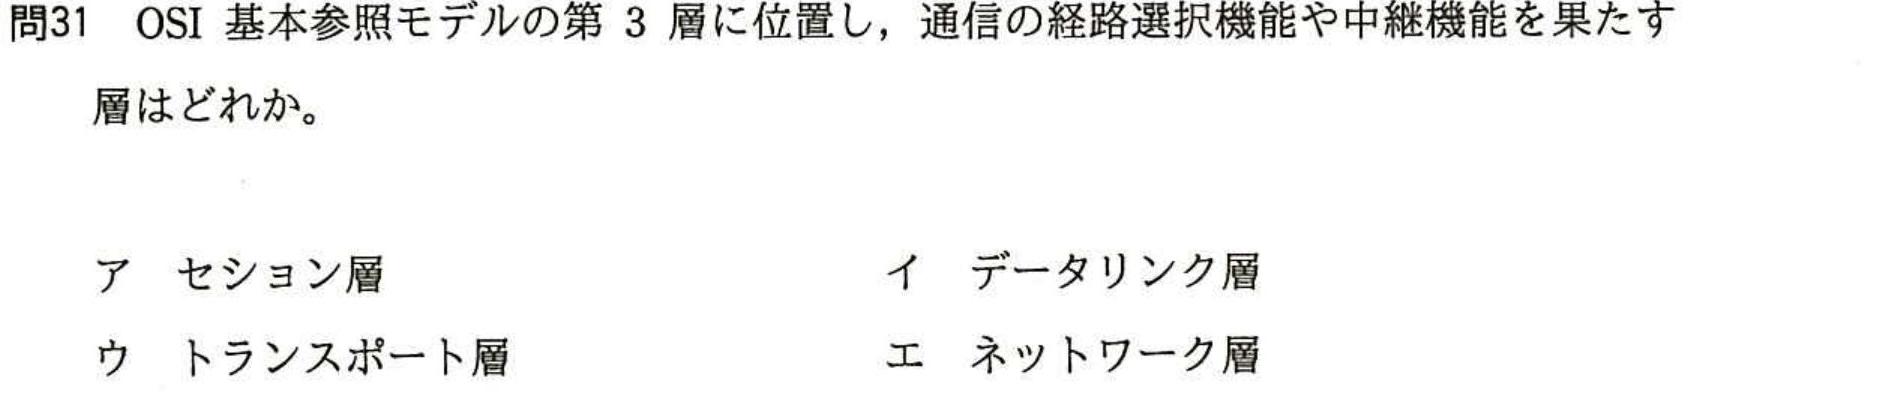 問31 OSI 基本参照モデルの第 3 層に位置し，通信の経路選択機能や中継機能を果たす
層はどれか。
ア セション層 イ データリンク層
ウ トランスポート層 エ ネットワーク層